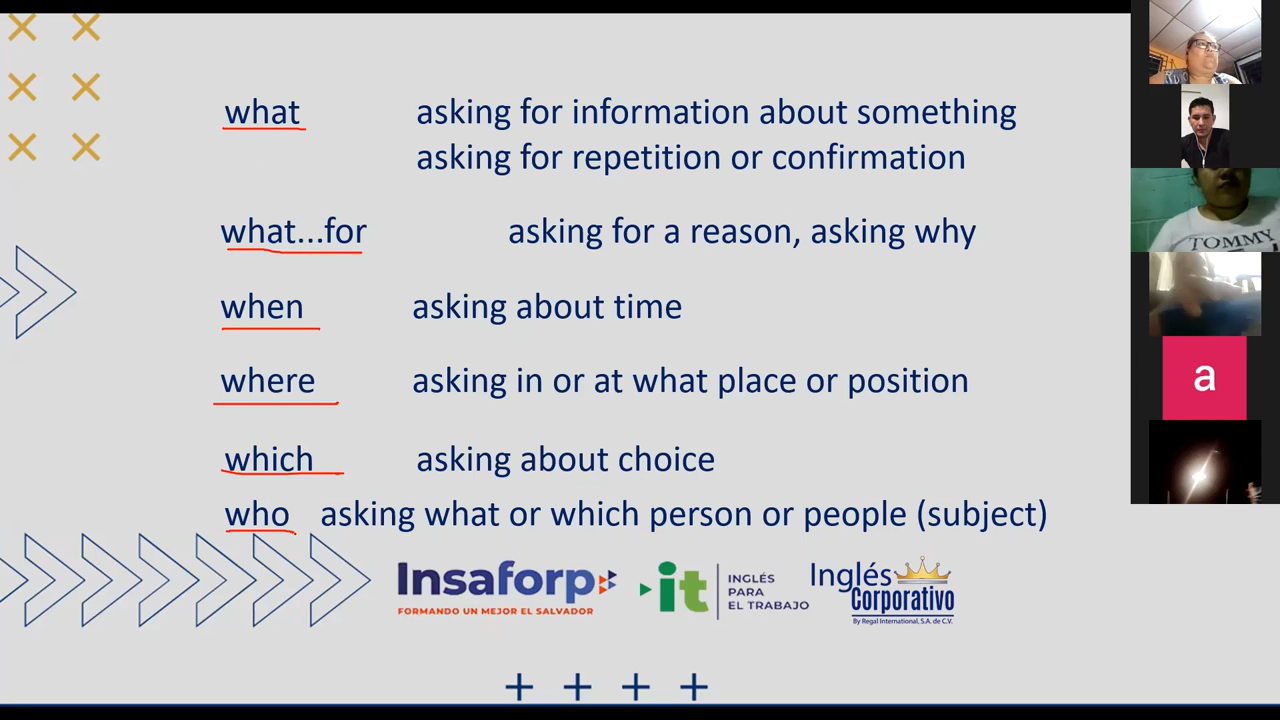 what asking for information about something
asking for repetition or confirmation
what...for asking for a reason, asking why
when asking about time
where asking in or at what place or position
which asking about choice
who asking what or which person or people (subject)
Insaforp
FORMANDO UN MEJOR EL SALVADOR
it
INGLÉS
PARA
EL TRABAJO
Inglés
Corporativo
By Regal International, S.A. de C.V.
TOMMY
a